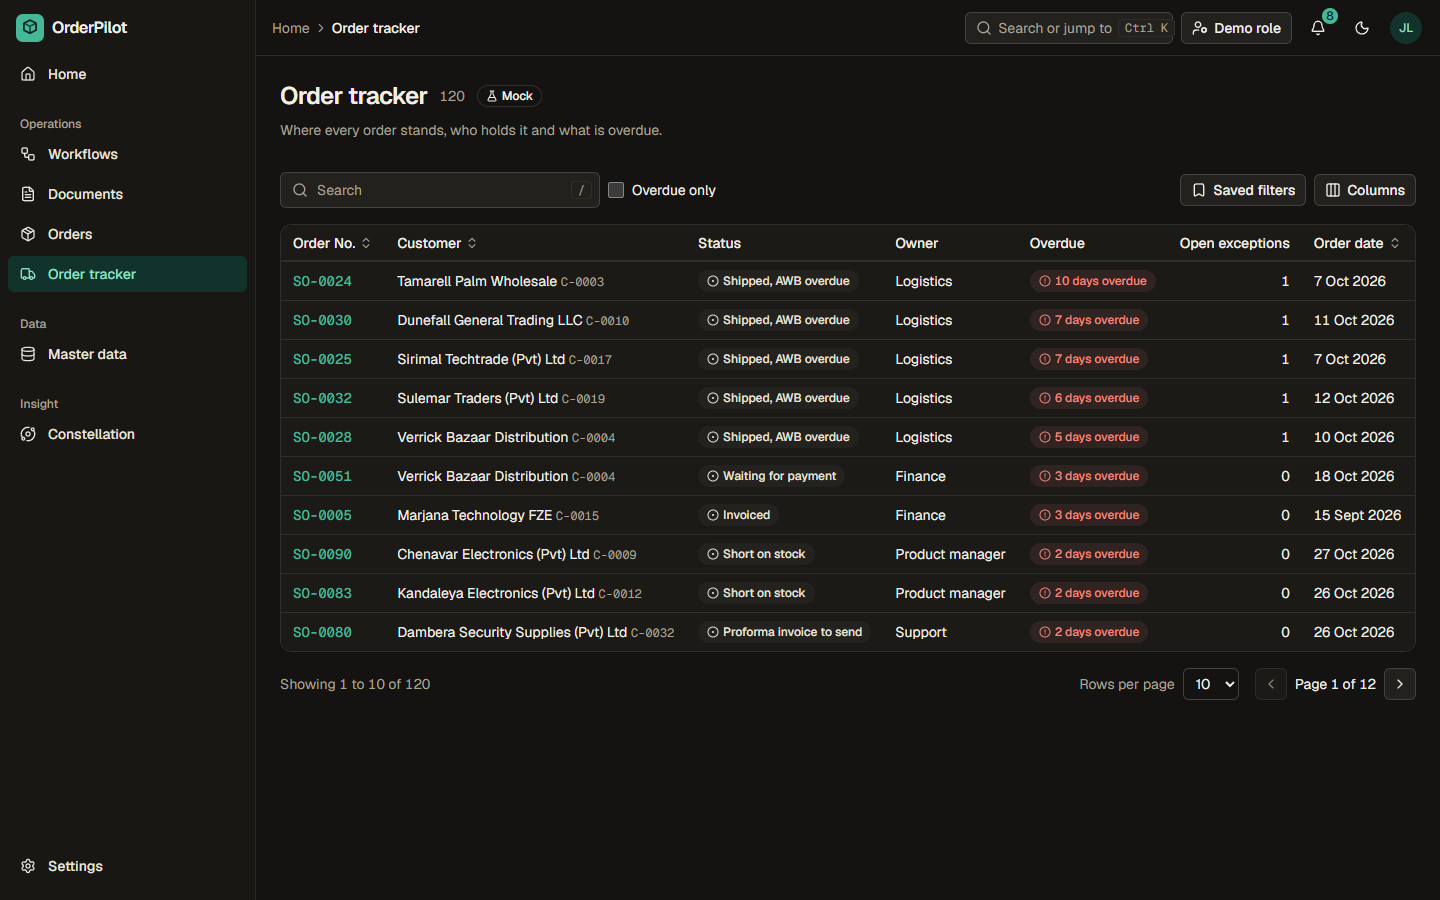 OrderPilot
Home > Order tracker
Search or jump to Ctrl K
Demo role
8
JL
Home
Operations
Workflows
Documents
Orders
Order tracker
Data
Master data
Insight
Constellation
Settings
Order tracker 120 Mock
Where every order stands, who holds it and what is overdue.
Search /
Overdue only
Saved filters
Columns
Order No. Customer Status Owner Overdue Open exceptions Order date
SO-0024 Tamarell Palm Wholesale C-0003 Shipped, AWB overdue Logistics 10 days overdue 1 7 Oct 2026
SO-0030 Dunefall General Trading LLC C-0010 Shipped, AWB overdue Logistics 7 days overdue 1 11 Oct 2026
SO-0025 Sirimal Techtrade (Pvt) Ltd C-0017 Shipped, AWB overdue Logistics 7 days overdue 1 7 Oct 2026
SO-0032 Sulemar Traders (Pvt) Ltd C-0019 Shipped, AWB overdue Logistics 6 days overdue 1 12 Oct 2026
SO-0028 Verrick Bazaar Distribution C-0004 Shipped, AWB overdue Logistics 5 days overdue 1 10 Oct 2026
SO-0051 Verrick Bazaar Distribution C-0004 Waiting for payment Finance 3 days overdue 0 18 Oct 2026
SO-0005 Marjana Technology FZE C-0015 Invoiced Finance 3 days overdue 0 15 Sept 2026
SO-0090 Chenavar Electronics (Pvt) Ltd C-0009 Short on stock Product manager 2 days overdue 0 27 Oct 2026
SO-0083 Kandaleya Electronics (Pvt) Ltd C-0012 Short on stock Product manager 2 days overdue 0 26 Oct 2026
SO-0080 Dambera Security Supplies (Pvt) Ltd C-0032 Proforma invoice to send Support 2 days overdue 0 26 Oct 2026
Showing 1 to 10 of 120
Rows per page 10
Page 1 of 12